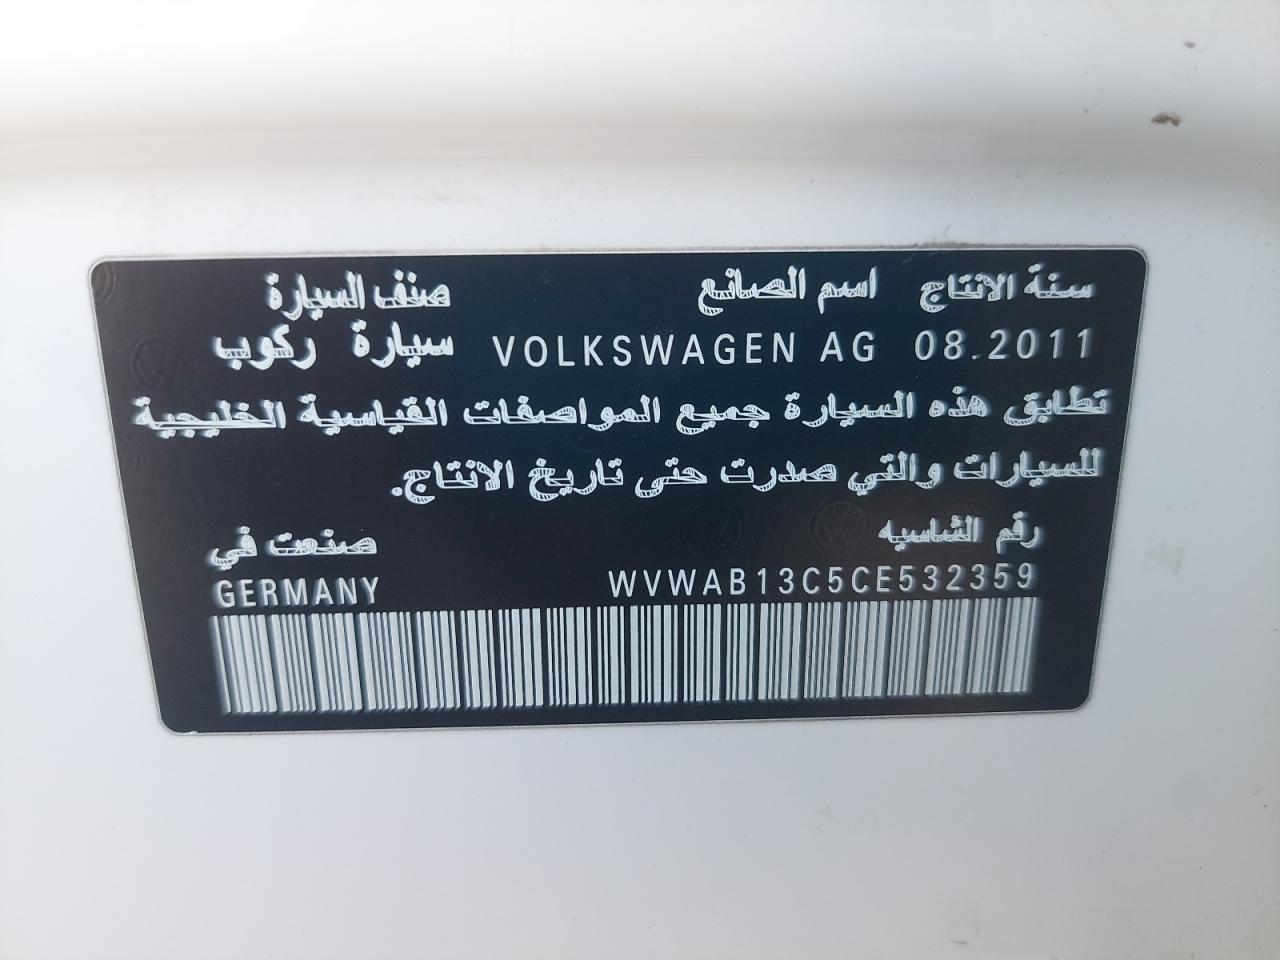 سنة الانتاج اسم الصانع صنف السيارة
08.2011 VOLKSWAGEN AG سيارة ركوب
تطابق هذه السيارة جميع المواصفات القياسية الخليجية
للسيارات والتي صدرت حتى تاريخ الانتاج.
رقم الشاسيه صنعت في
WVWAB13C5CE532359 GERMANY